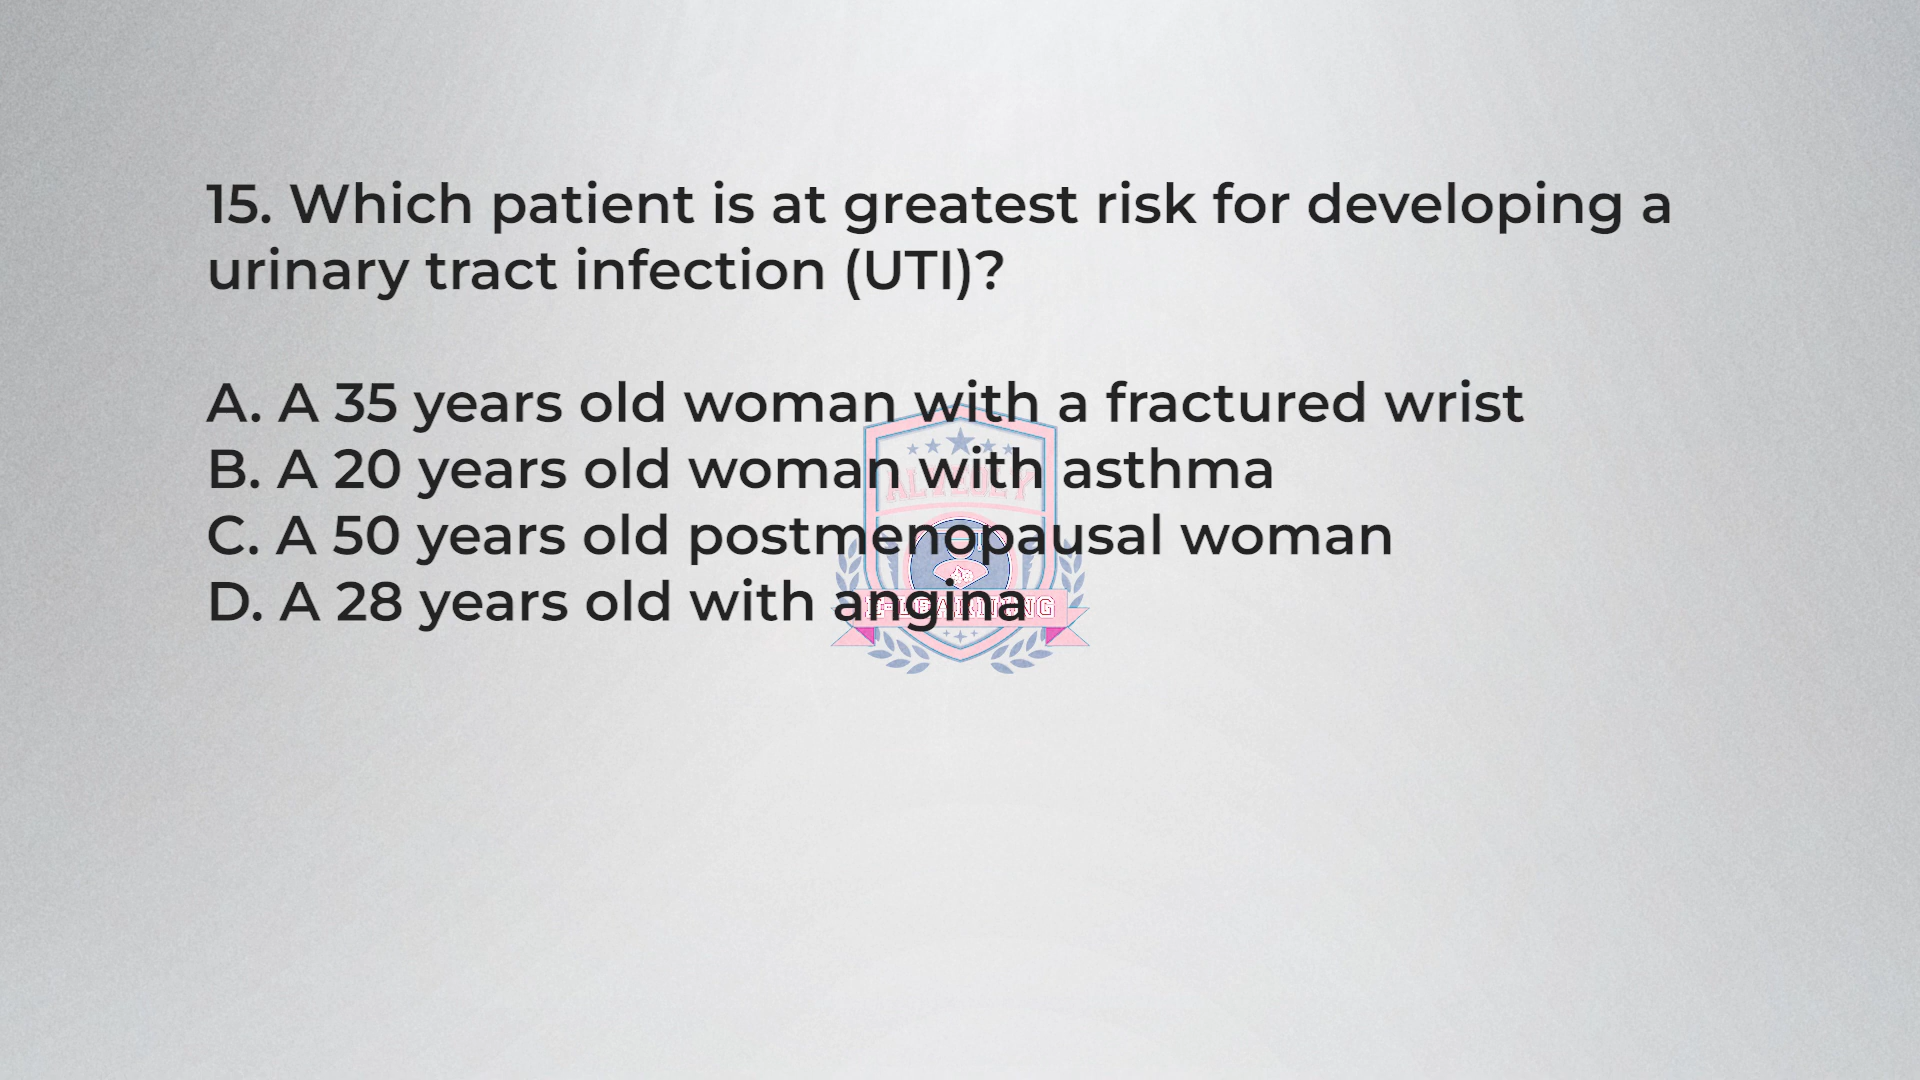 15. Which patient is at greatest risk for developing a
urinary tract infection (UTI)?
A. A 35 years old woman with a fractured wrist
B. A 20 years old woman with asthma
C. A 50 years old postmenopausal woman
D. A 28 years old with angina
E-LEARNING